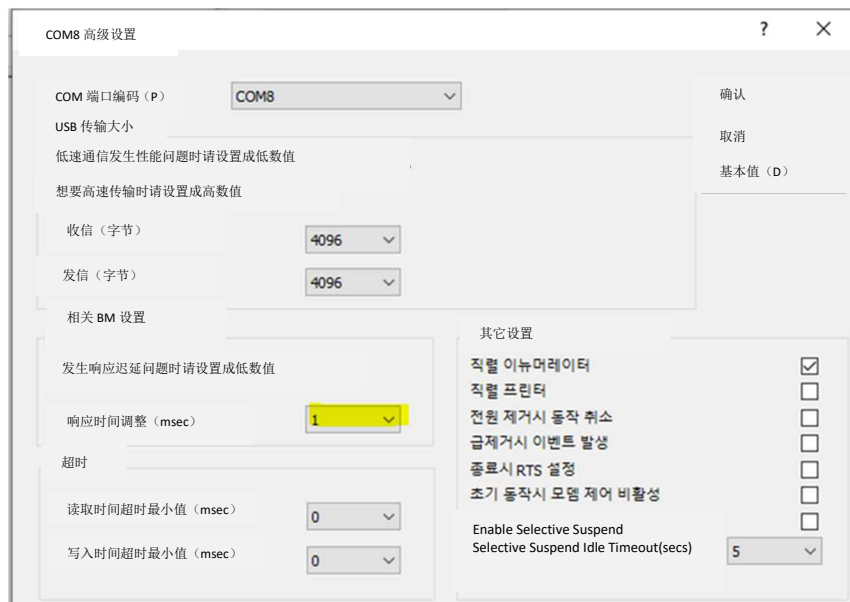 COM8 高级设置
? ×
COM 端口编码（P）
COM8
确认
USB 传输大小
取消
低速通信发生性能问题时请设置成低数值
基本值（D）
想要高速传输时请设置成高数值
收信（字节）
4096
发信（字节）
4096
相关 BM 设置
发生响应迟延问题时请设置成低数值
响应时间调整（msec）
1
超时
读取时间超时最小值（msec）
0
写入时间超时最小值（msec）
0
其它设置
직렬 이뉴머레이터
직렬 프린터
전원 제거시 동작 취소
급제거시 이벤트 발생
종료시 RTS 설정
초기 동작시 모뎀 제어 비활성
Enable Selective Suspend
Selective Suspend Idle Timeout(secs)
5